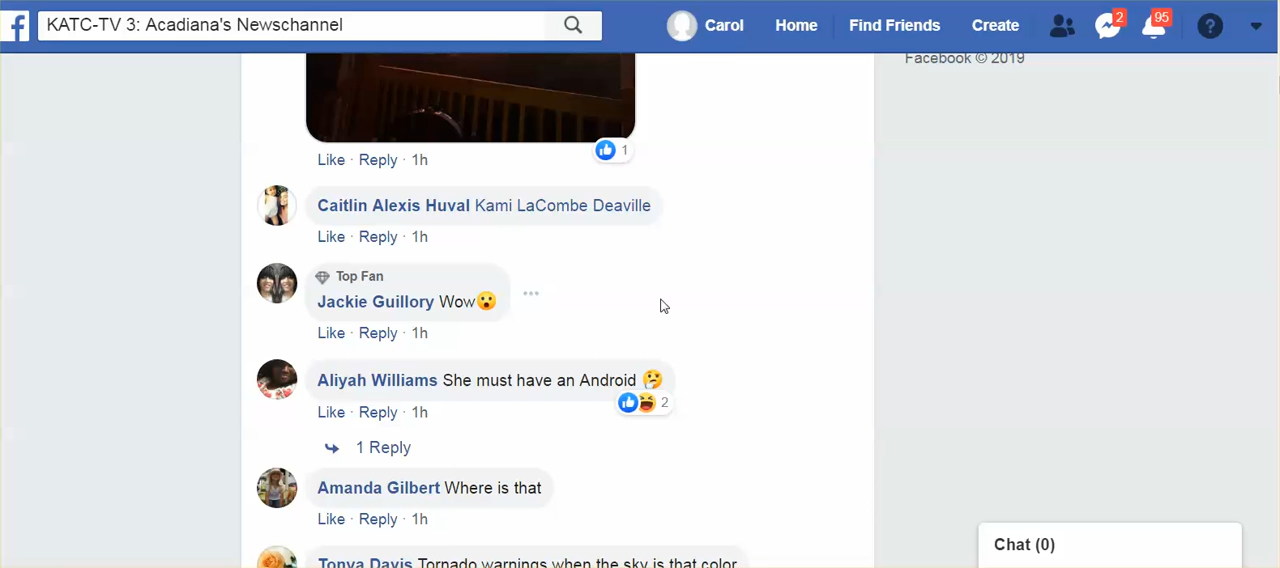 KATC-TV 3: Acadiana's Newschannel
Carol Home Find Friends Create 2 95
Facebook © 2019
1
Like · Reply · 1h
Caitlin Alexis Huval Kami LaCombe Deaville
Like · Reply · 1h
Top Fan
Jackie Guillory Wow😮
Like · Reply · 1h
Aliyah Williams She must have an Android 🤔
2
Like · Reply · 1h
1 Reply
Amanda Gilbert Where is that
Like · Reply · 1h
Tonya Davis Tornado warnings when the sky is that color
Chat (0)